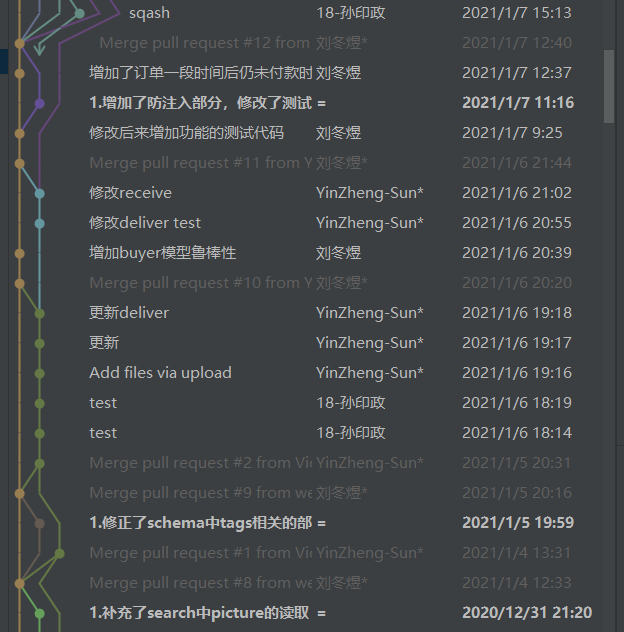 sqash 18-孙印政 2021/1/7 15:13
Merge pull request #12 from 刘冬煜* 2021/1/7 12:40
增加了订单一段时间后仍未付款时 刘冬煜 2021/1/7 12:37
1.增加了防注入部分，修改了测试 = 2021/1/7 11:16
修改后来增加功能的测试代码 刘冬煜 2021/1/7 9:25
Merge pull request #11 from Y 刘冬煜* 2021/1/6 21:44
修改receive YinZheng-Sun* 2021/1/6 21:02
修改deliver test YinZheng-Sun* 2021/1/6 20:55
增加buyer模型鲁棒性 刘冬煜 2021/1/6 20:39
Merge pull request #10 from Y 刘冬煜* 2021/1/6 20:20
更新deliver YinZheng-Sun* 2021/1/6 19:18
更新 YinZheng-Sun* 2021/1/6 19:17
Add files via upload YinZheng-Sun* 2021/1/6 19:16
test 18-孙印政 2021/1/6 18:19
test 18-孙印政 2021/1/6 18:14
Merge pull request #2 from Vic YinZheng-Sun* 2021/1/5 20:31
Merge pull request #9 from we 刘冬煜* 2021/1/5 20:16
1.修正了schema中tags相关的部 = 2021/1/5 19:59
Merge pull request #1 from Vic YinZheng-Sun* 2021/1/4 13:31
Merge pull request #8 from we 刘冬煜* 2021/1/4 12:33
1.补充了search中picture的读取 = 2020/12/31 21:20